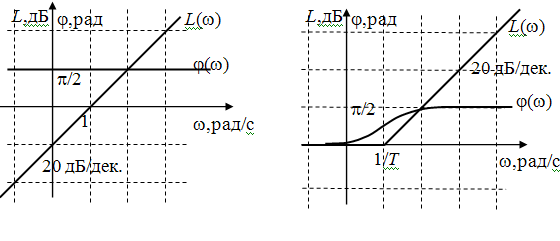 L,дБ φ,рад
L(ω)
φ(ω)
π/2
1
ω,рад/с
20 дБ/дек.
L,дБ φ,рад
L(ω)
20 дБ/дек.
π/2
φ(ω)
1/T
ω,рад/с